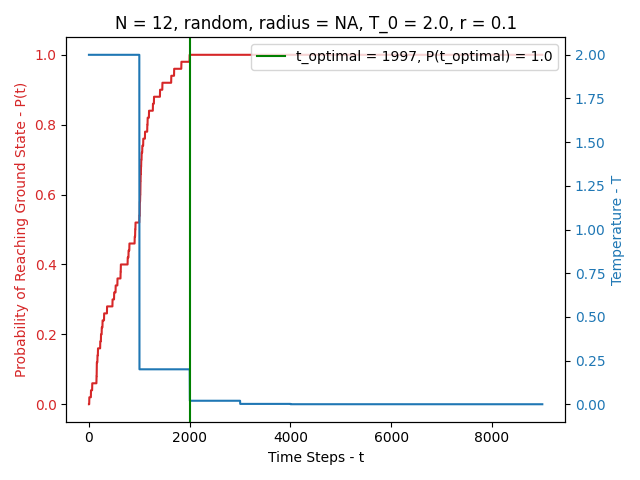 N = 12, random, radius = NA, T_0 = 2.0, r = 0.1
t_optimal = 1997, P(t_optimal) = 1.0
Probability of Reaching Ground State - P(t)
1.0
0.8
0.6
0.4
0.2
0.0
2.00
1.75
1.50
1.25
1.00
0.75
0.50
0.25
0.00
Temperature - T
0 2000 4000 6000 8000
Time Steps - t